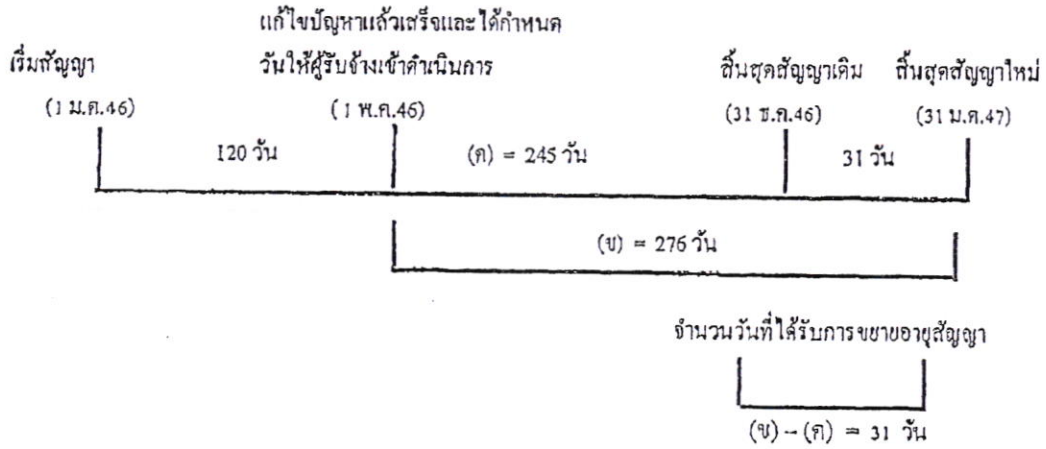 แก้ไขปัญหาแล้วเสร็จและได้กำหนด
เริ่มสัญญา วันให้ผู้รับจ้างเข้าดำเนินการ สิ้นสุดสัญญาเดิม สิ้นสุดสัญญาใหม่
(1 ม.ค.46) (1 พ.ค.46) (31 ธ.ค.46) (31 ม.ค.47)
120 วัน (ค) = 245 วัน 31 วัน
(ข) = 276 วัน
จำนวนวันที่ได้รับการขยายอายุสัญญา
(ข) – (ค) = 31 วัน